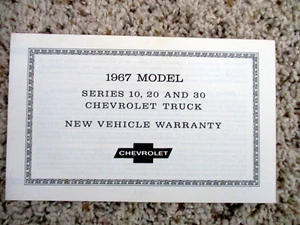 1967 MODEL
SERIES 10, 20 AND 30
CHEVROLET TRUCK
NEW VEHICLE WARRANTY
CHEVROLET